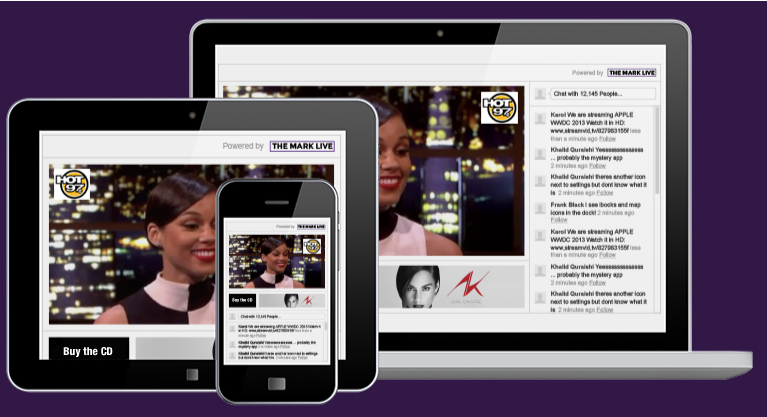 Powered by THE MARK LIVE
HOT
97
Chat with 12,145 People...
Karol We are streaming APPLE
WWDC 2013 Watch it in HD:
www.streamvid.tv/827983155f less
than a minute ago Follow
Khalid Quraishi Yeesssssssssssss
... probably the mystery app
2 minutes ago Follow
Khalid Quraishi theres another icon
next to settings but dont know what it
is 2 minutes ago Follow
Frank Black I see ibocks and map
icons in the dock! 2 minutes ago
Follow
Karol We are streaming APPLE
WWDC 2013 Watch it in HD:
www.streamvid.tv/827983155f less
than a minute ago Follow
Khalid Quraishi Yeesssssssssssss
... probably the mystery app
2 minutes ago Follow
Khalid Quraishi theres another icon
next to settings but dont know what it
is 2 minutes ago Follow
AK
Powered by THE MARK LIVE
HOT
97
Buy the CD
Powered by THE MARK LIVE
HOT
97
Buy the CD
AK
Chat with 12,145 People...
Karol We are streaming APPLE WWDC 2013 Watch it
in HD: www.streamvid.tv/827983155f less than a
minute ago Follow
Khalid Quraishi Yeesssssssssssss ... probably the
mystery app 2 minutes ago Follow
Khalid Quraishi theres another icon next to settings
but dont know what it is 2 minutes ago Follow